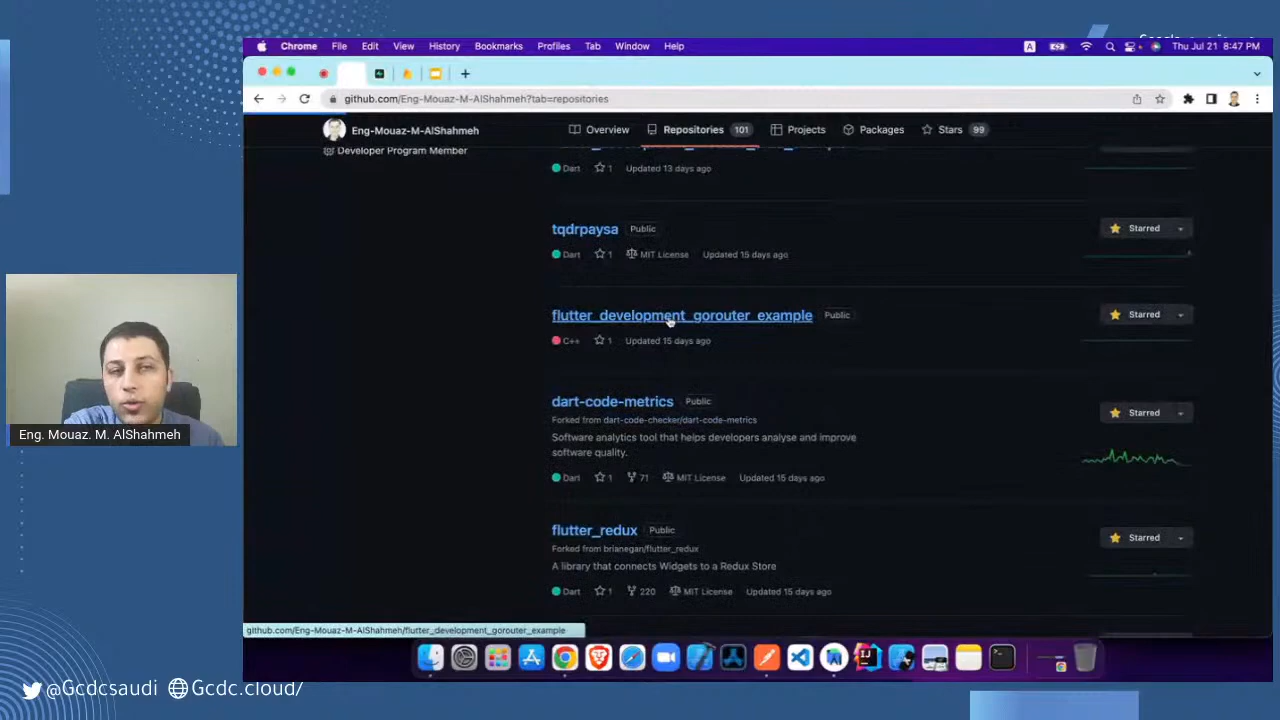 Chrome File Edit View History Bookmarks Profiles Tab Window Help
A
Thu Jul 21 8:47 PM
github.com/Eng-Mouaz-M-AlShahmeh?tab=repositories
Eng-Mouaz-M-AlShahmeh
Overview
Repositories 101
Projects
Packages
Stars 99
Developer Program Member
Dart 1 Updated 13 days ago
tqdrpaysa Public
Starred
Dart 1 MIT License Updated 15 days ago
flutter_development_gorouter_example Public
Starred
C++ 1 Updated 15 days ago
dart-code-metrics Public
Starred
Forked from dart-code-checker/dart-code-metrics
Software analytics tool that helps developers analyse and improve
software quality.
Dart 1 71 MIT License Updated 15 days ago
flutter_redux Public
Starred
Forked from brianegan/flutter_redux
A library that connects Widgets to a Redux Store
Dart 1 220 MIT License Updated 15 days ago
github.com/Eng-Mouaz-M-AlShahmeh/flutter_development_gorouter_example
Eng. Mouaz. M. AlShahmeh
@Gcdcsaudi Gcdc.cloud/